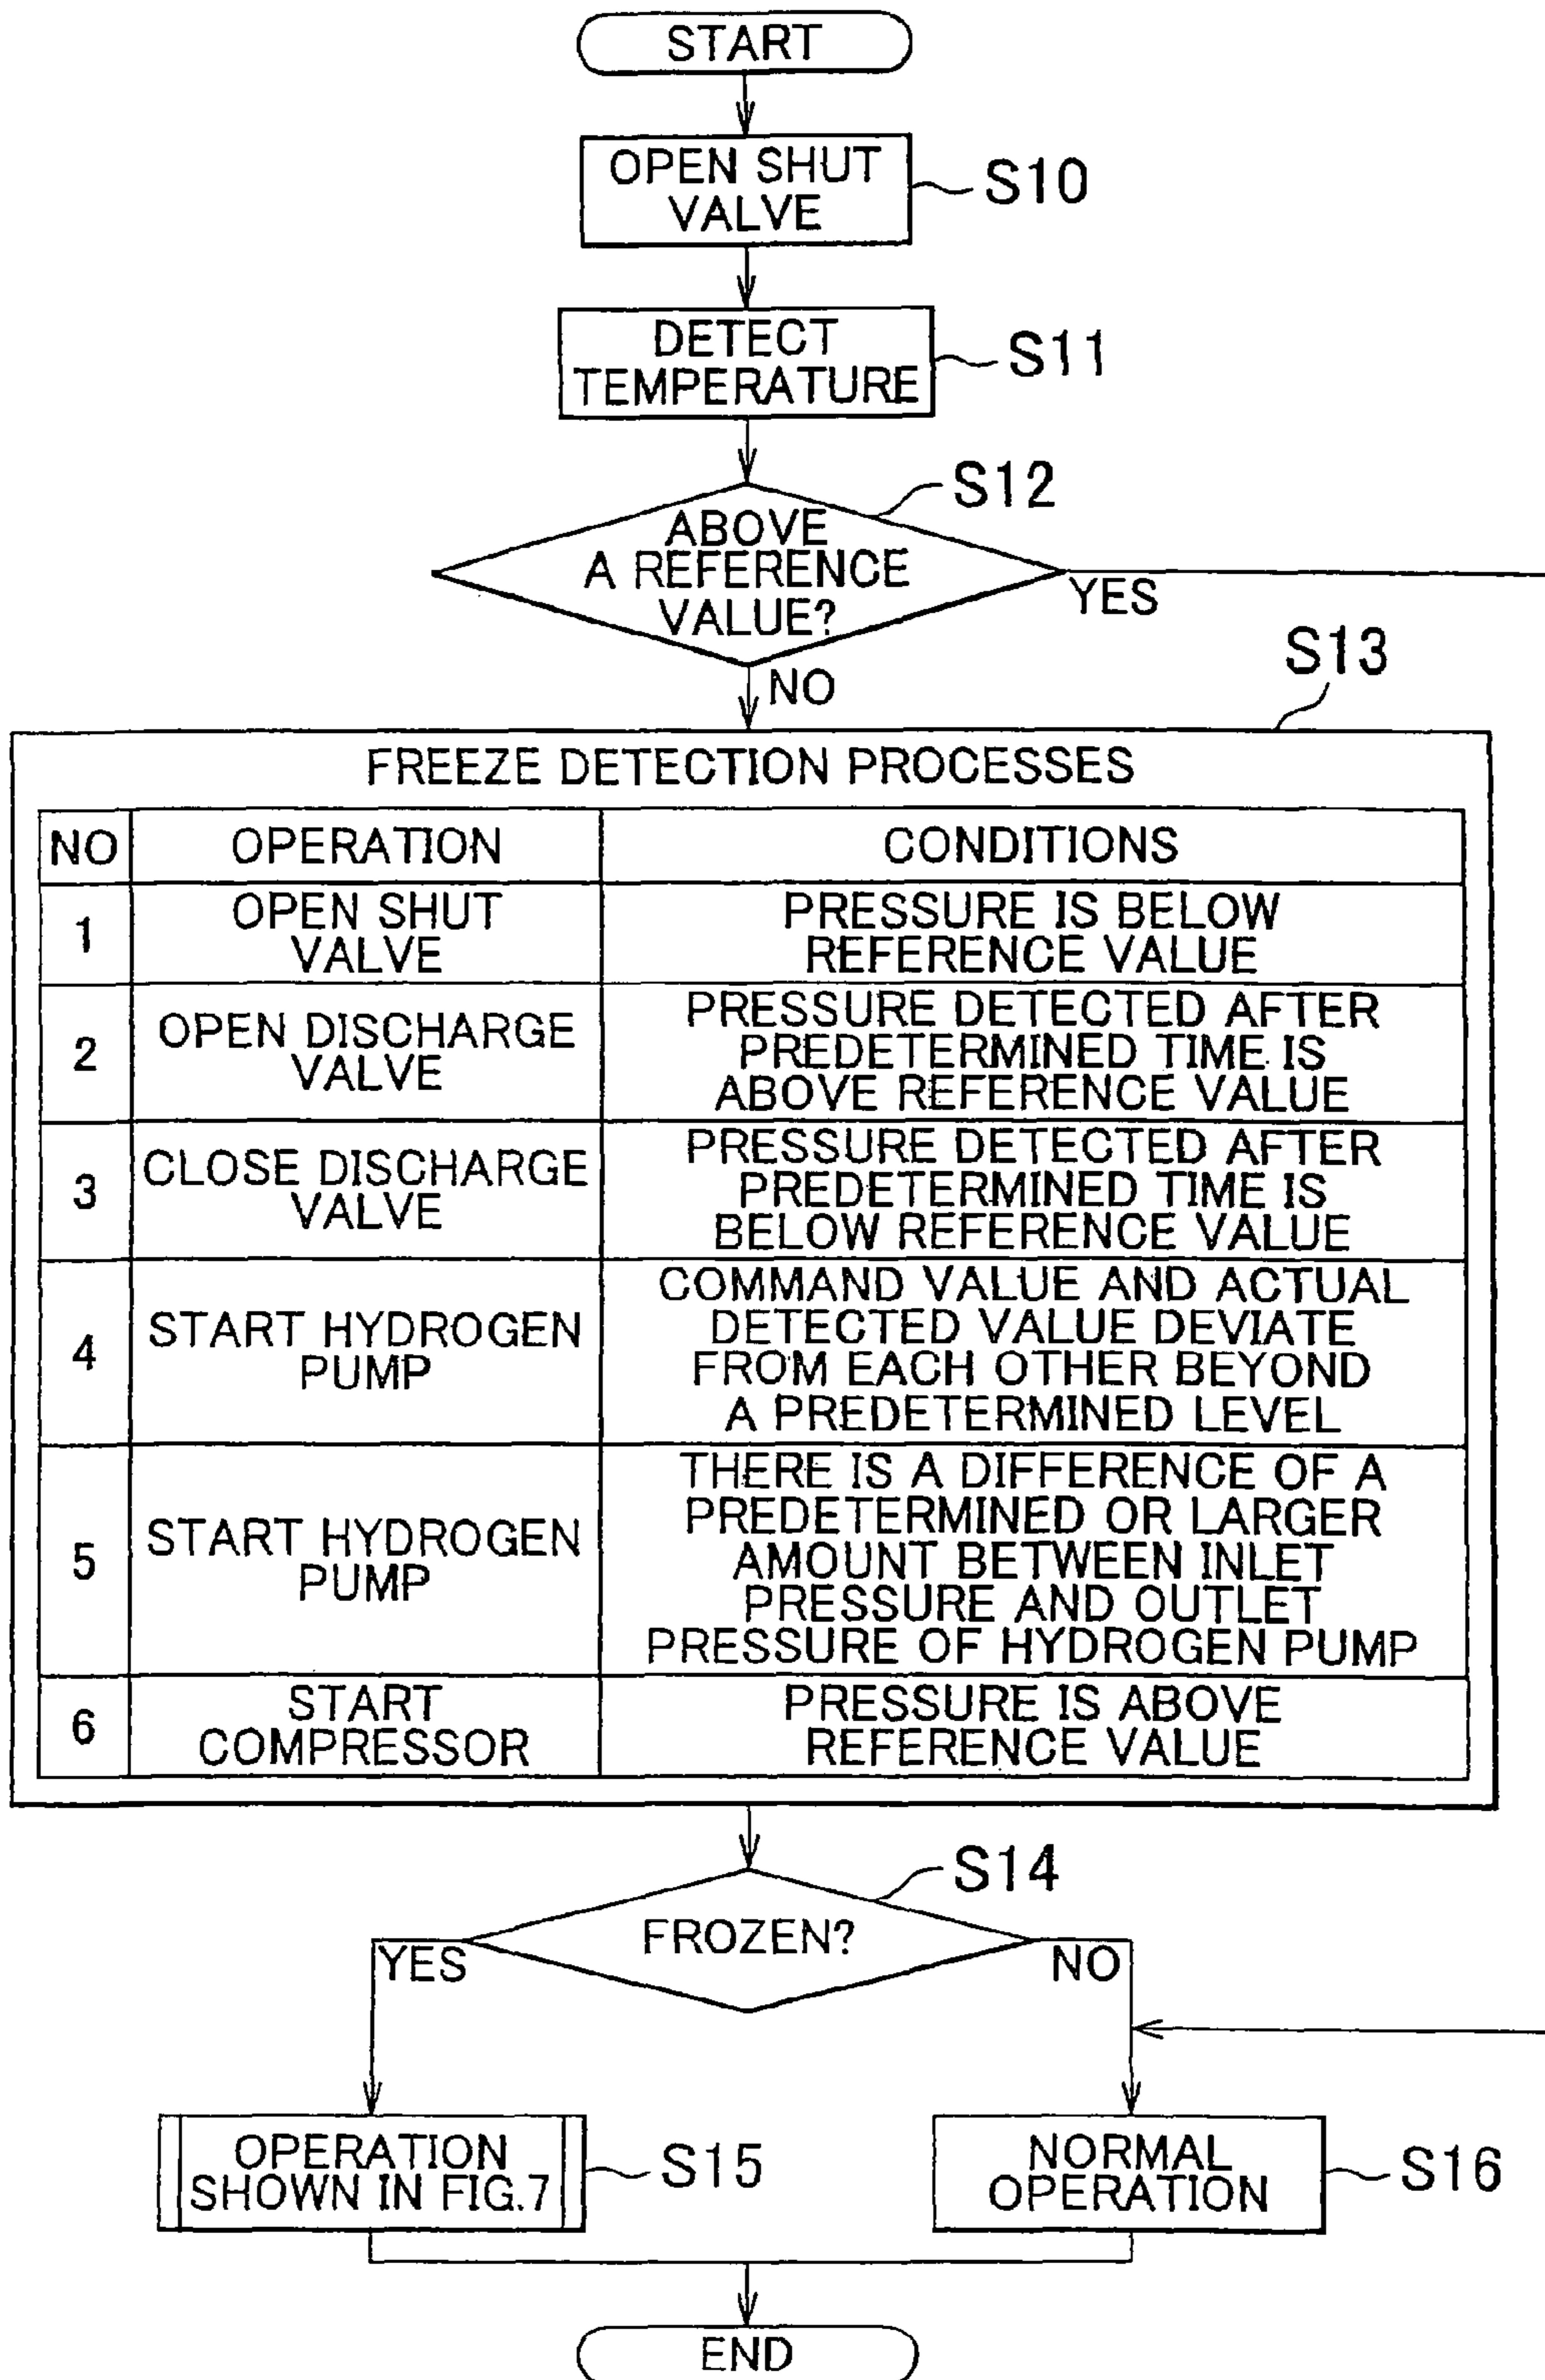 START
OPEN SHUT
VALVE
S10
DETECT
TEMPERATURE
S11
S12
ABOVE
A REFERENCE
VALUE?
YES
NO
S13
FREEZE DETECTION PROCESSES
NO OPERATION CONDITIONS
1
OPEN SHUT
VALVE
PRESSURE IS BELOW
REFERENCE VALUE
2
OPEN DISCHARGE
VALVE
PRESSURE DETECTED AFTER
PREDETERMINED TIME IS
ABOVE REFERENCE VALUE
3
CLOSE DISCHARGE
VALVE
PRESSURE DETECTED AFTER
PREDETERMINED TIME IS
BELOW REFERENCE VALUE
4
START HYDROGEN
PUMP
COMMAND VALUE AND ACTUAL
DETECTED VALUE DEVIATE
FROM EACH OTHER BEYOND
A PREDETERMINED LEVEL
5
START HYDROGEN
PUMP
THERE IS A DIFFERENCE OF A
PREDETERMINED OR LARGER
AMOUNT BETWEEN INLET
PRESSURE AND OUTLET
PRESSURE OF HYDROGEN PUMP
6
START
COMPRESSOR
PRESSURE IS ABOVE
REFERENCE VALUE
S14
FROZEN?
YES
NO
OPERATION
SHOWN IN FIG.7
S15
NORMAL
OPERATION
S16
END